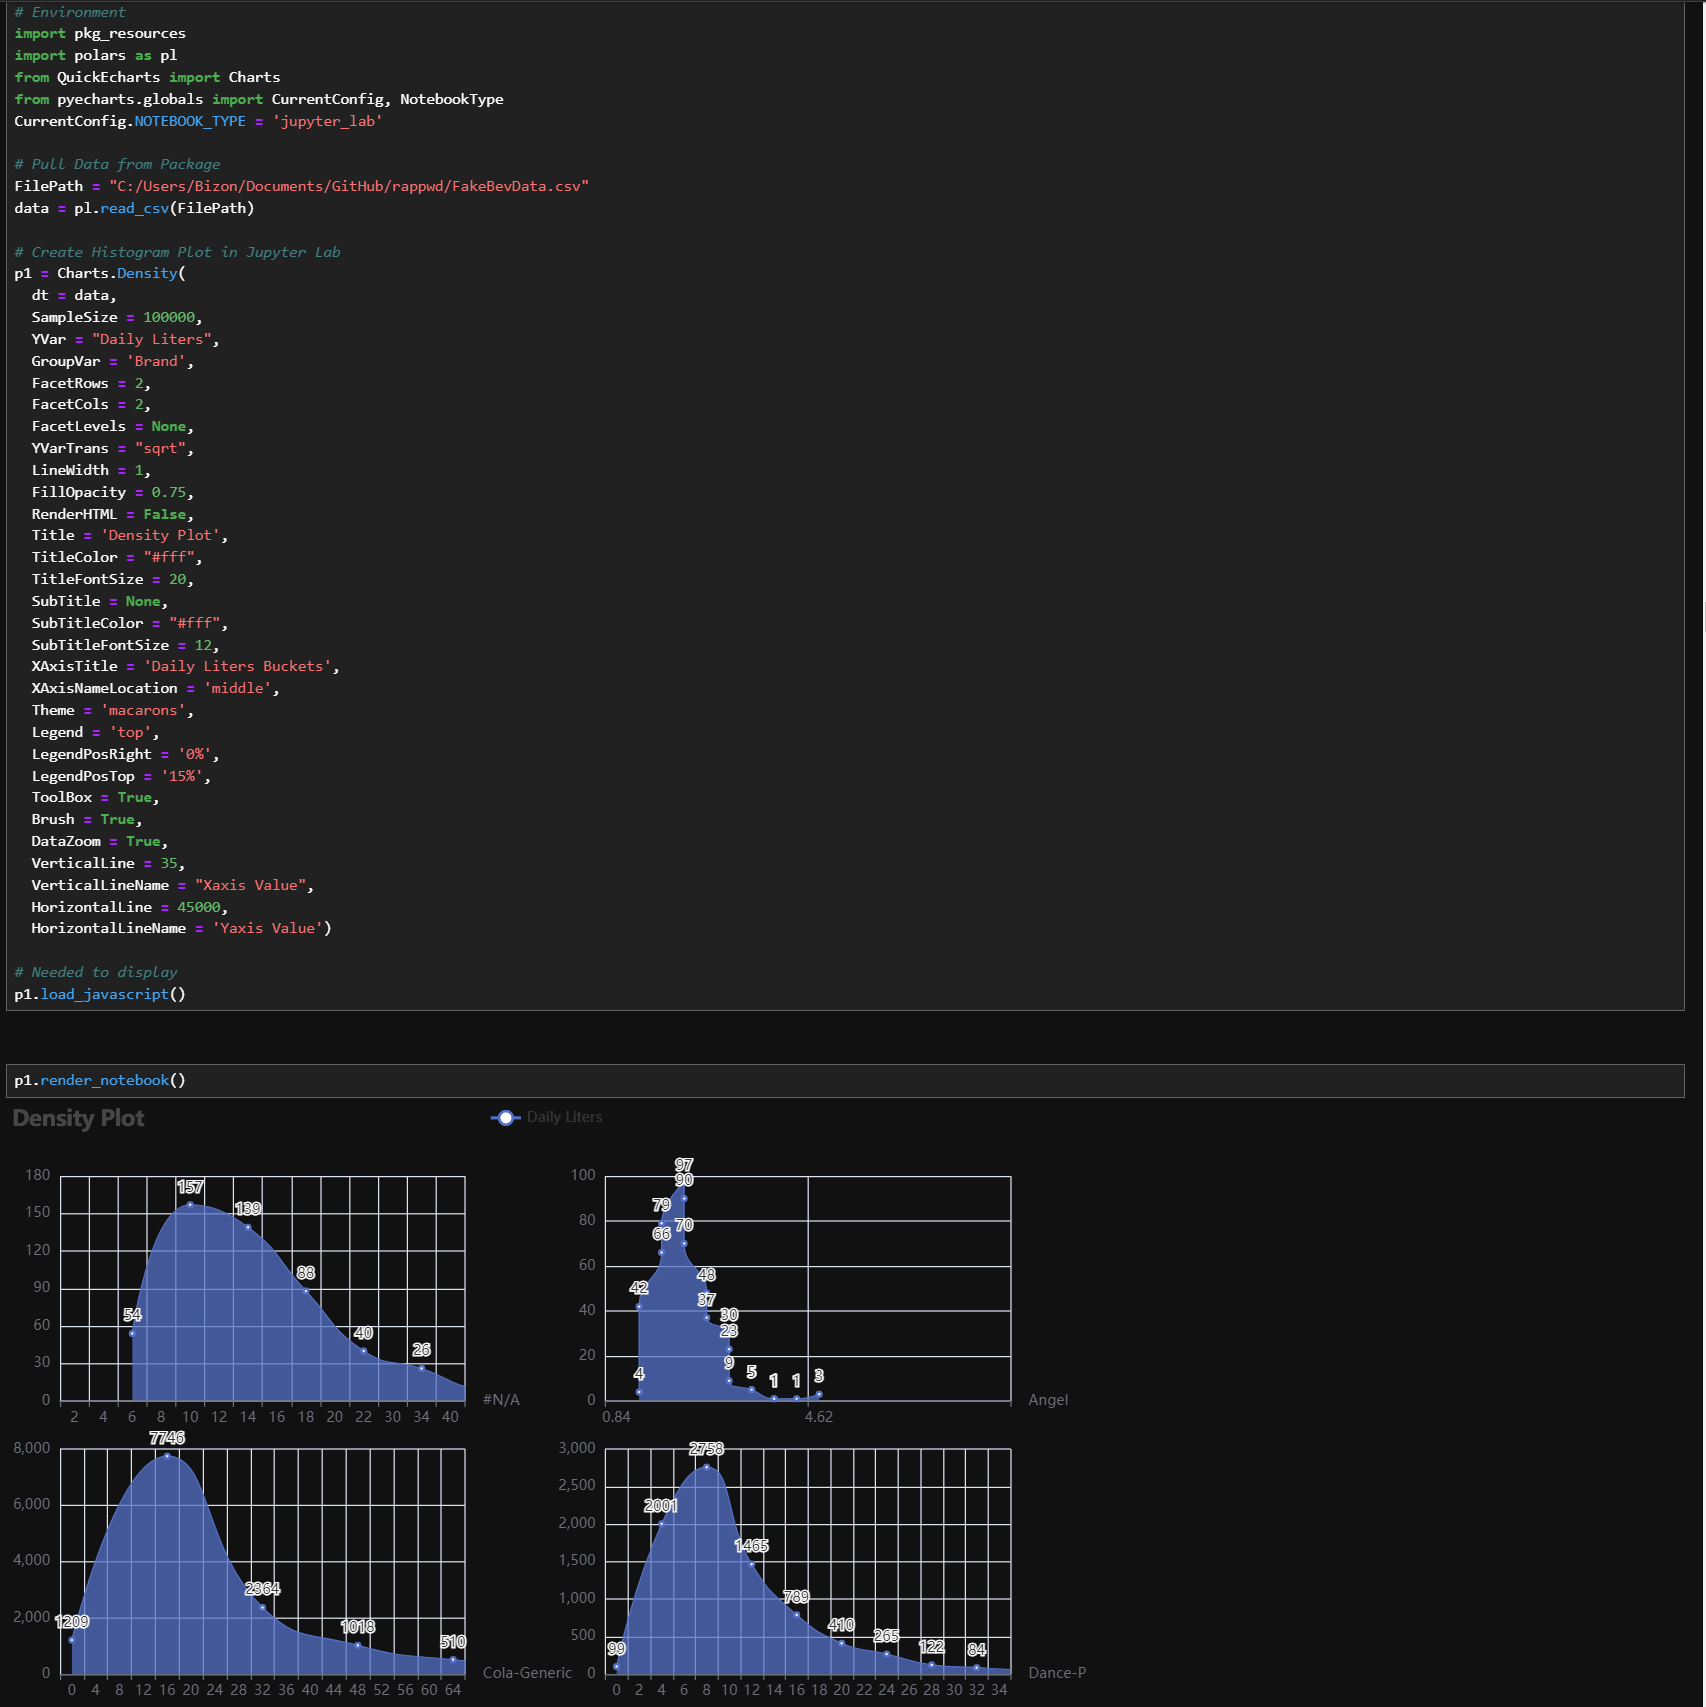 # Environment
import pkg_resources
import polars as pl
from QuickEcharts import Charts
from pyecharts.globals import CurrentConfig, NotebookType
CurrentConfig.NOTEBOOK_TYPE = 'jupyter_lab'
# Pull Data from Package
FilePath = "C:/Users/Bizon/Documents/GitHub/rappwd/FakeBevData.csv"
data = pl.read_csv(FilePath)
# Create Histogram Plot in Jupyter Lab
p1 = Charts.Density(
dt = data,
SampleSize = 100000,
YVar = "Daily Liters",
GroupVar = 'Brand',
FacetRows = 2,
FacetCols = 2,
FacetLevels = None,
YVarTrans = "sqrt",
LineWidth = 1,
FillOpacity = 0.75,
RenderHTML = False,
Title = 'Density Plot',
TitleColor = "#fff",
TitleFontSize = 20,
SubTitle = None,
SubTitleColor = "#fff",
SubTitleFontSize = 12,
XAxisTitle = 'Daily Liters Buckets',
XAxisNameLocation = 'middle',
Theme = 'macarons',
Legend = 'top',
LegendPosRight = '0%',
LegendPosTop = '15%',
ToolBox = True,
Brush = True,
DataZoom = True,
VerticalLine = 35,
VerticalLineName = "Xaxis Value",
HorizontalLine = 45000,
HorizontalLineName = 'Yaxis Value')
# Needed to display
p1.load_javascript()
p1.render_notebook()
Density Plot
Daily Liters
180
150
120
90
60
30
0
54
157
139
88
40
26
2 4 6 8 10 12 14 16 18 20 22 30 34 40
#N/A
100
80
60
40
20
0
4
42
66
79
97
90
70
48
37
30
23
9
5
1
1
3
0.84 4.62
Angel
8,000
6,000
4,000
2,000
0
1209
7746
2364
1018
510
0 4 8 12 16 20 24 28 32 36 40 44 48 52 56 60 64
Cola-Generic
3,000
2,500
2,000
1,500
1,000
500
0
99
2001
2758
1465
789
410
265
122
84
0 2 4 6 8 10 12 14 16 18 20 22 24 26 28 30 32 34
Dance-P